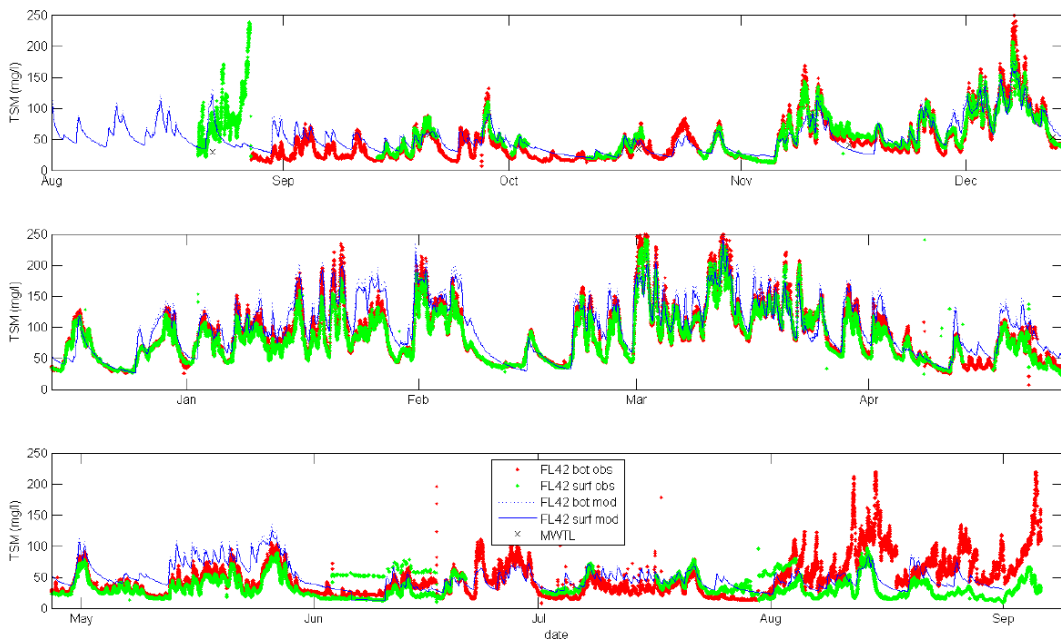 250
200
150
100
50
0
TSM (mg/l)
Aug Sep Oct Nov Dec
250
200
150
100
50
0
TSM (mg/l)
Jan Feb Mar Apr
250
200
150
100
50
0
TSM (mg/l)
FL42 bot obs
FL42 surf obs
FL42 bot mod
FL42 surf mod
MWTL
May Jun Jul Aug Sep
date